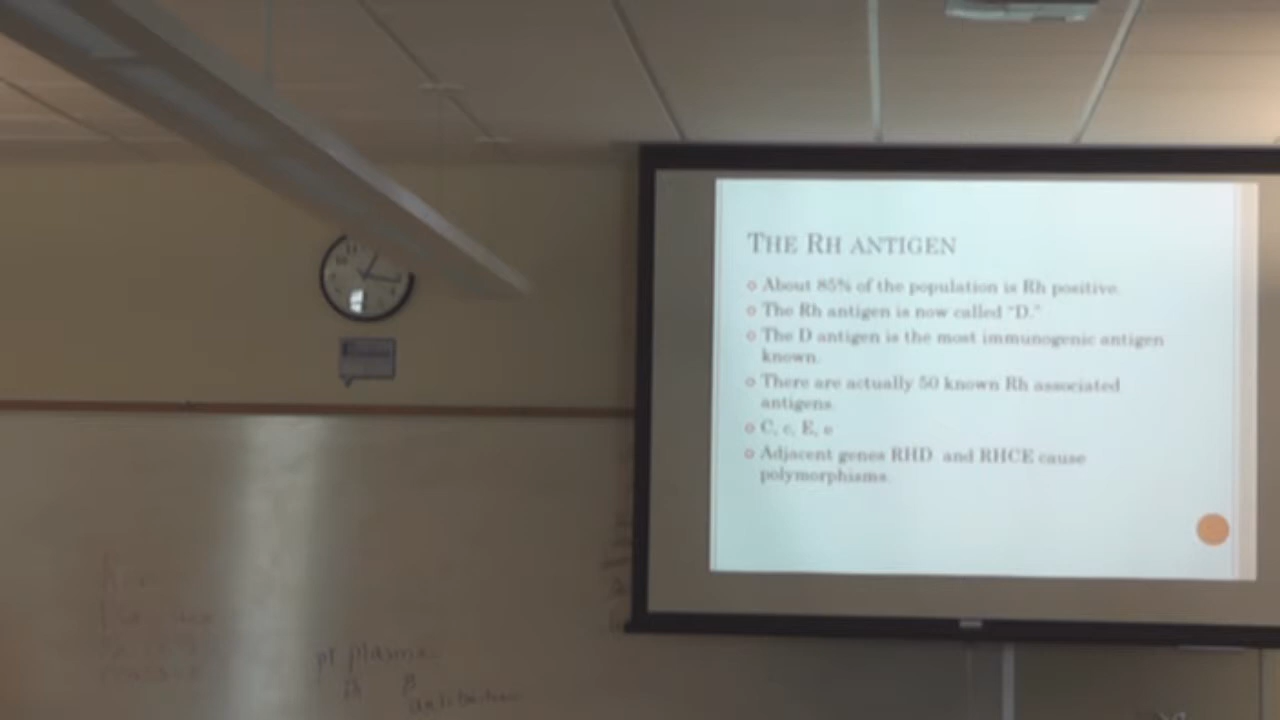 THE RH ANTIGEN
About 85% of the population is Rh positive.
The Rh antigen is now called "D."
The D antigen is the most immunogenic antigen
known.
There are actually 50 known Rh associated
antigens.
C, c, E, e
Adjacent genes RHD and RHCE cause
polymorphisms.
pt plasma
B